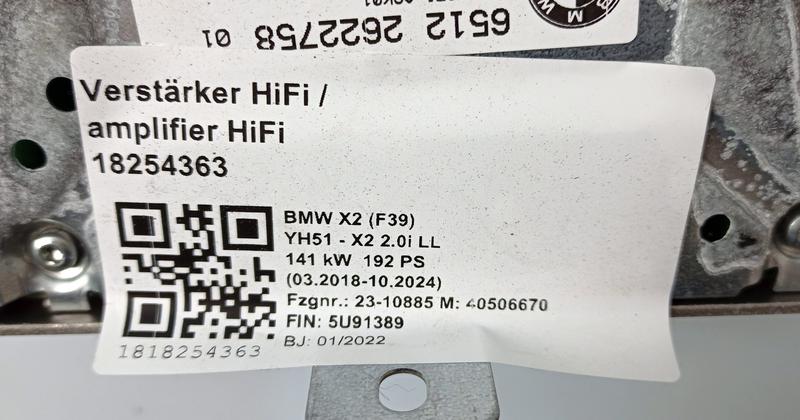 6512 2622758 01
Verstärker HiFi /
amplifier HiFi
18254363
BMW X2 (F39)
YH51 - X2 2.0i LL
141 kW 192 PS
(03.2018-10.2024)
Fzgnr.: 23-10885 M: 40506670
FIN: 5U91389
BJ: 01/2022
1818254363